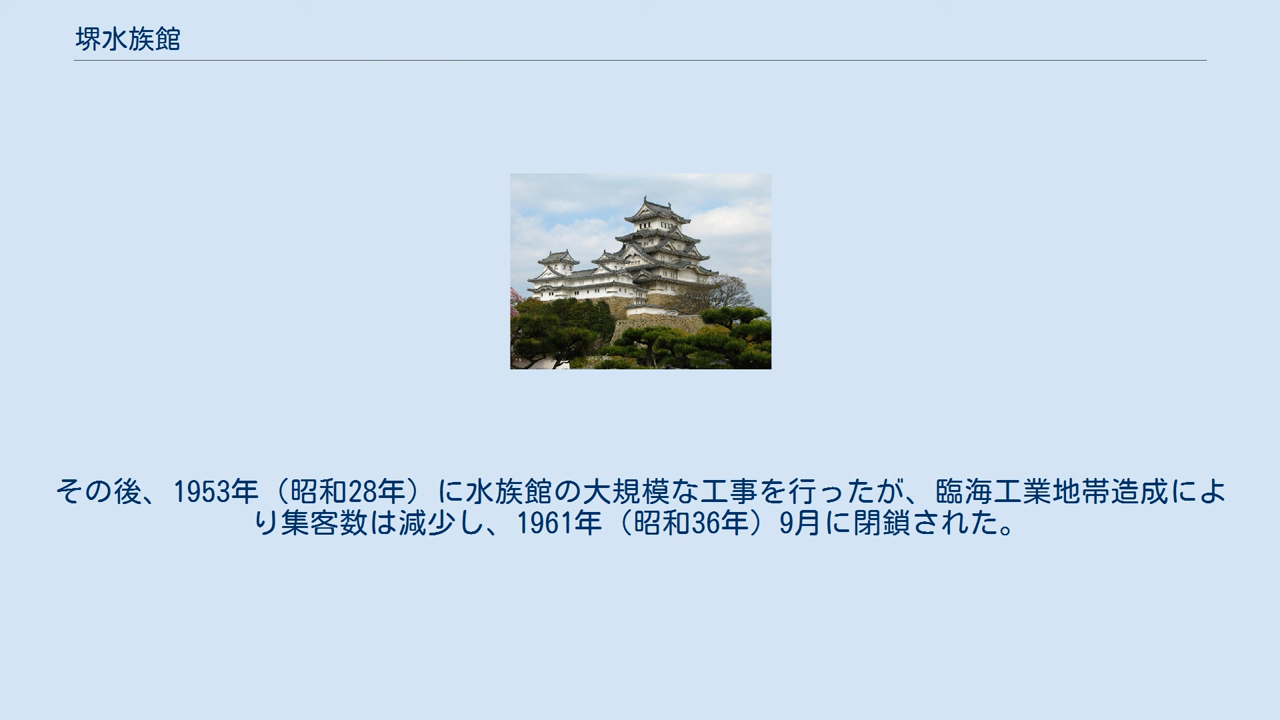 堺水族館
その後、1953年（昭和28年）に水族館の大規模な工事を行ったが、臨海工業地帯造成によ
り集客数は減少し、1961年（昭和36年）9月に閉鎖された。